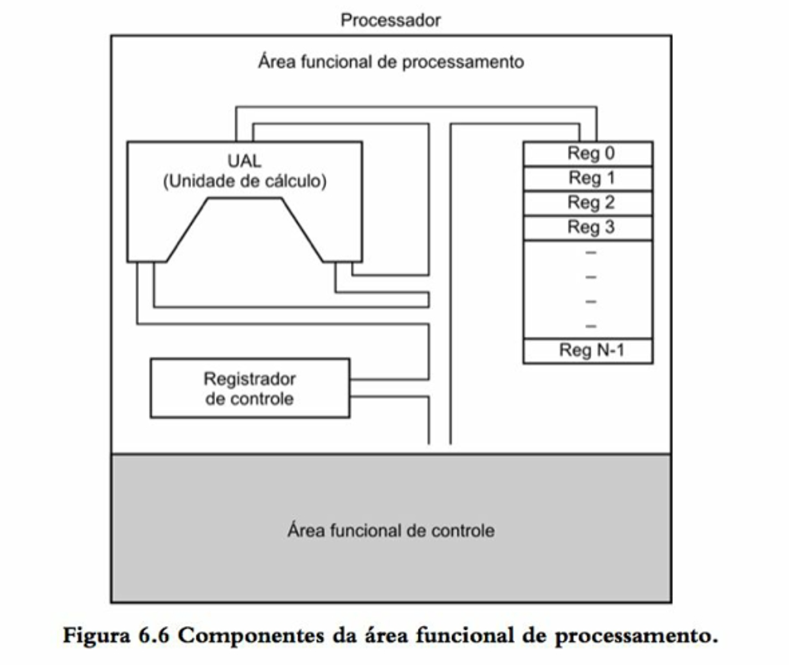 Processador
Área funcional de processamento
UAL
(Unidade de cálculo)
Reg 0
Reg 1
Reg 2
Reg 3
–
–
–
–
Reg N-1
Registrador
de controle
Área funcional de controle
Figura 6.6 Componentes da área funcional de processamento.